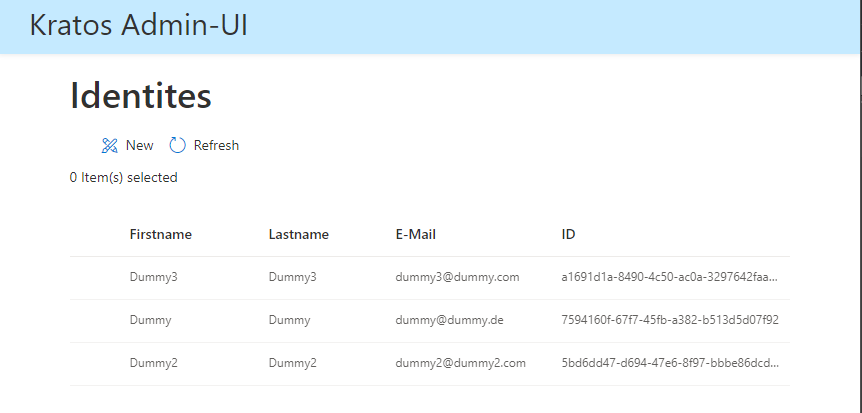 Kratos Admin-UI
Identites
New Refresh
0 Item(s) selected
Firstname Lastname E-Mail ID
Dummy3 Dummy3 dummy3@dummy.com a1691d1a-8490-4c50-ac0a-3297642faa...
Dummy Dummy dummy@dummy.de 7594160f-67f7-45fb-a382-b513d5d07f92
Dummy2 Dummy2 dummy2@dummy2.com 5bd6dd47-d694-47e6-8f97-bbbe86dcd...